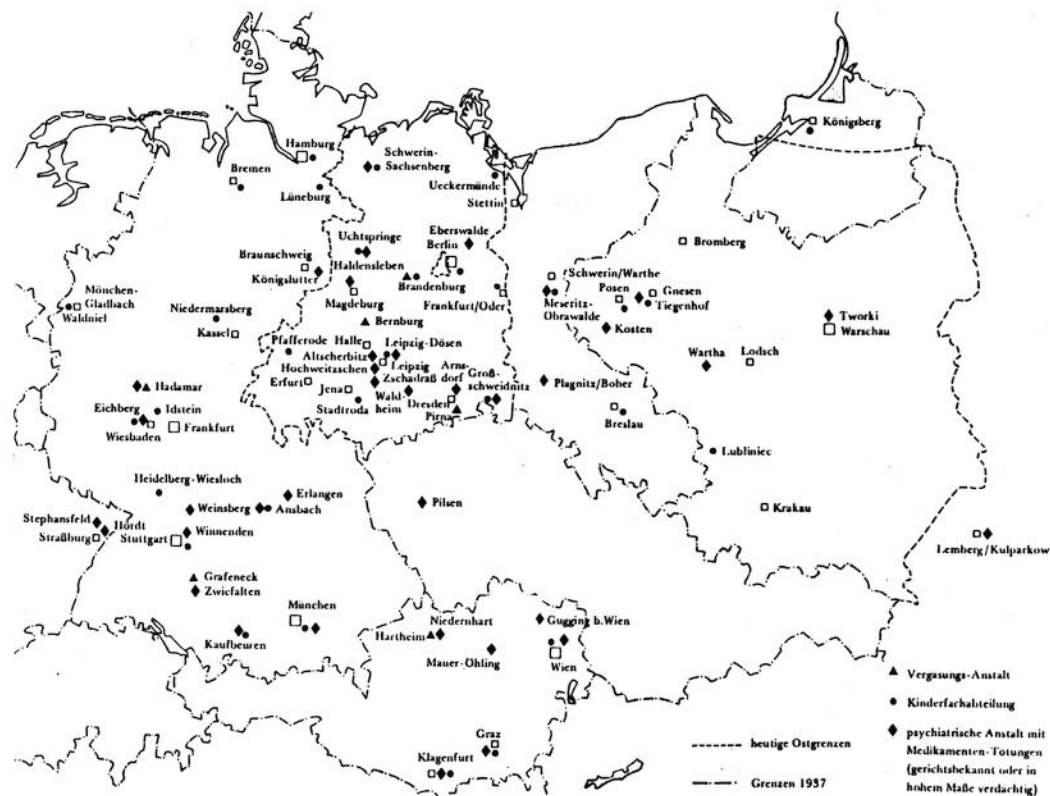 Königsberg
Hamburg
Schwerin-
Sachsenberg
Bremen
Lüneburg
Ueckermünde
Stettin
Uchtspringe
Eberswalde
Berlin
Bromberg
Braunschweig
Königslutter
Haldensleben
Brandenburg
Magdeburg
Frankfurt/Oder
Schwerin/Warthe
Posen
Gnesen
Tiegenhof
Meseritz-
Obrawalde
Mönchen-
Gladbach
Waldniel
Niedermarsberg
Kassel
Bernburg
Kosten
Tworki
Warschau
Pfafferode
Halle
Leipzig-Dösen
Altscherbitz
Leipzig
Hochweitzschen
Zschadraß
Arns-
dorf
Groß-
schweidnitz
Wartha
Lodsch
Erfurt
Jena
Wald-
heim
Dresden
Pirna
Stadtroda
Plagnitz/Bober
Breslau
Hadamar
Eichberg
Idstein
Wiesbaden
Frankfurt
Lubliniec
Heidelberg-Wiesloch
Erlangen
Weinsberg
Ansbach
Pilsen
Krakau
Stephansfeld
Hördt
Straßburg
Stuttgart
Winnenden
Lemberg/Kulparkow
Grafeneck
Zwiefalten
München
Kaufbeuren
Niedernhart
Hartheim
Gugging b.Wien
Mauer-Öhling
Wien
Graz
Klagenfurt
Vergasungs-Anstalt
Kinderfachabteilung
psychiatrische Anstalt mit
Medikamenten-Tötungen
(gerichtsbekannt oder in
hohem Maße verdächtig)
heutige Ostgrenzen
Grenzen 1937